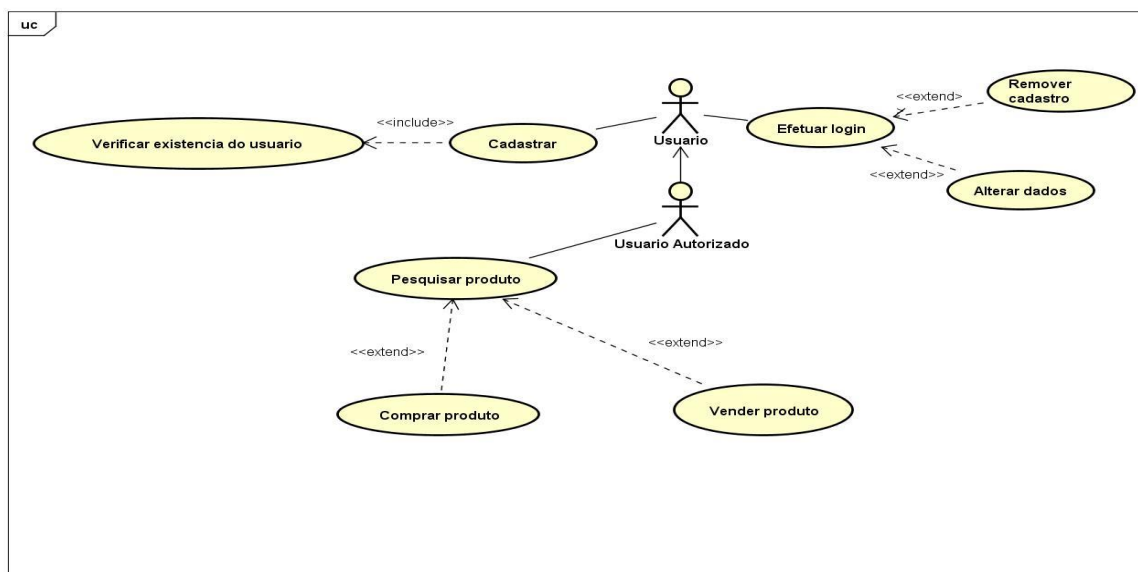 uc
Remover
cadastro
<<extend>
<<include>>
Verificar existencia do usuario
Cadastrar
Usuario
Efetuar login
<<extend>>
Alterar dados
Usuario Autorizado
Pesquisar produto
<<extend>>
<<extend>>
Comprar produto
Vender produto